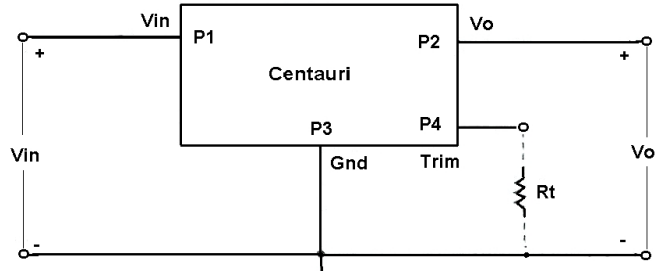 Vin Vo
P1 P2
+ +
Centauri
P3 P4
Vin Gnd Trim Vo
Rt
- -